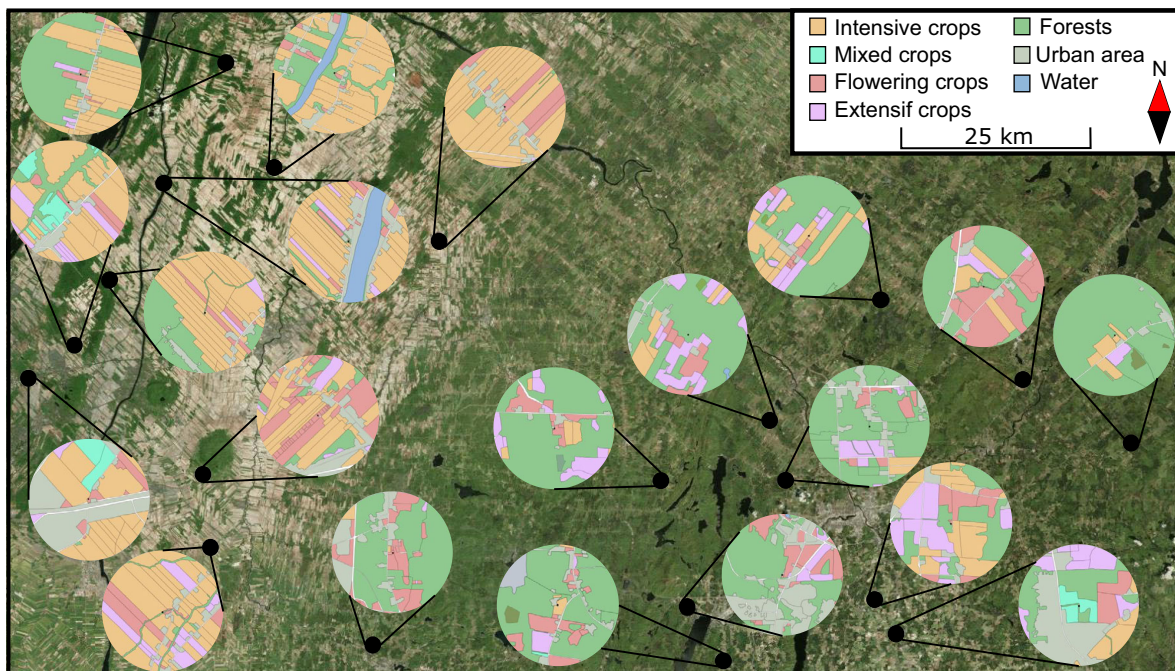 Intensive crops
Mixed crops
Flowering crops
Extensif crops
Forests
Urban area
Water
N
25 km